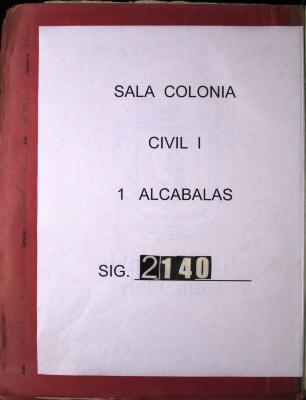 SALA COLONIA
CIVIL I
1 ALCABALAS
SIG. 2140